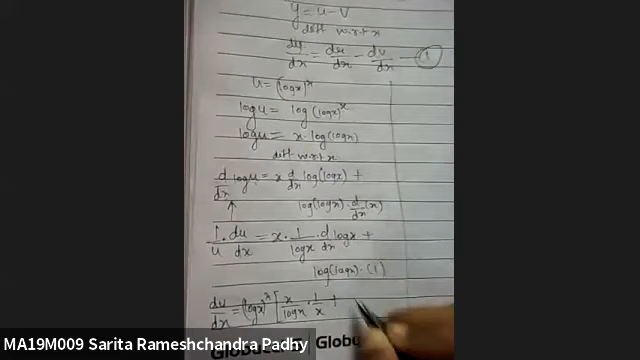 y = u - v
diff w.r.t x
dy/dx = du/dx - dv/dx — (1)
u = (logx)^x
log u = log (logx)^x
log u = x · log(logx)
diff w.r.t x
d/dx logu = x d/dx log(logx) +
log(logx) · d/dx (x)
1/u · du/dx = x · 1/logx · d/dx logx +
log(logx) · (1)
du/dx = (logx)^x [ x/logx · 1/x +
MA19M009 Sarita Rameshchandra Padhy